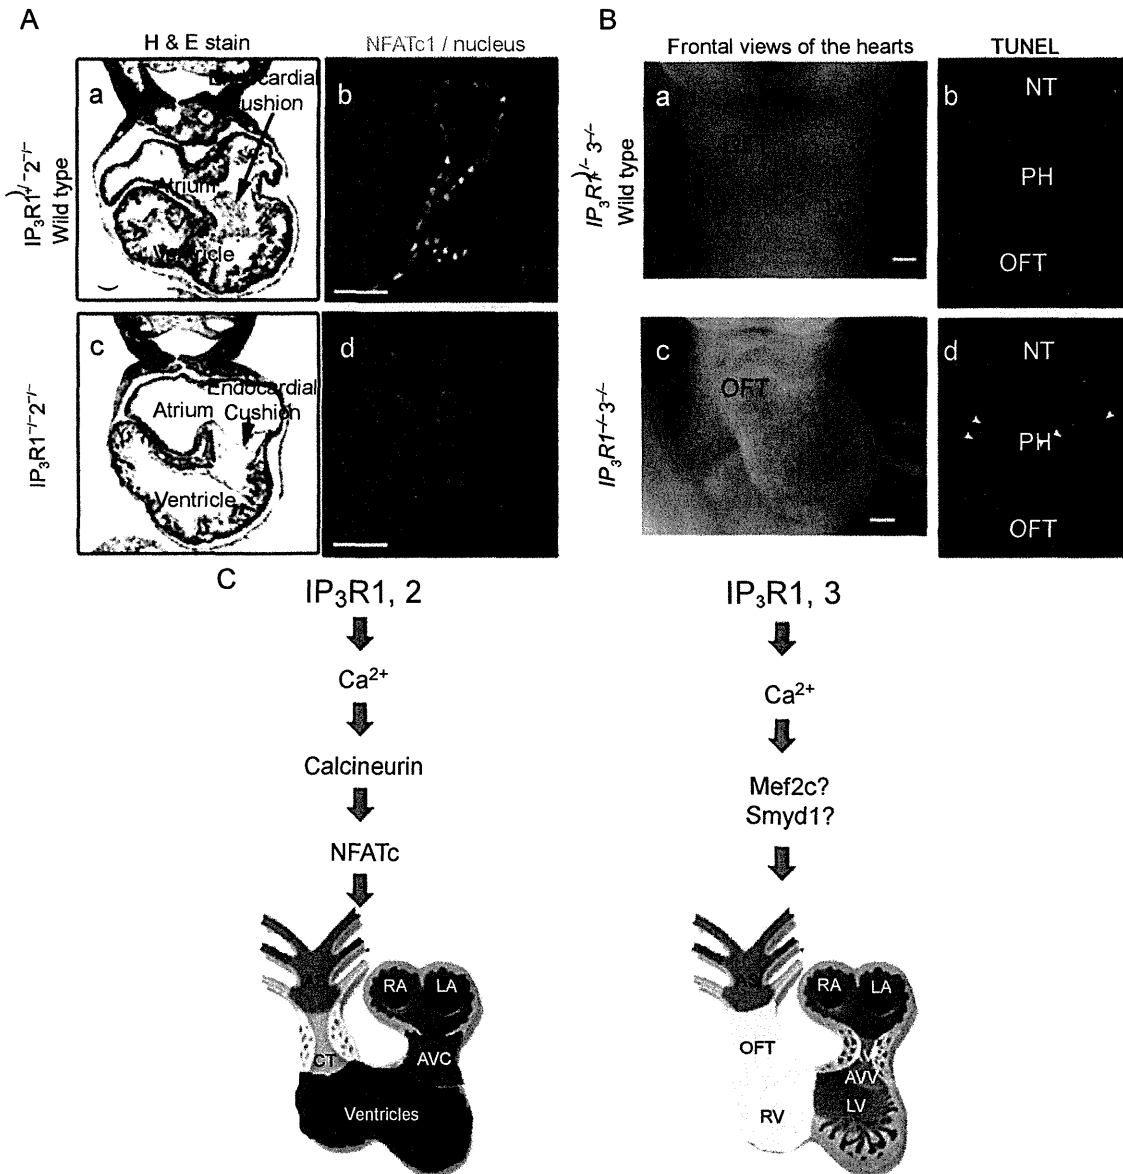 A
B
H & E stain
NFATc1 / nucleus
Frontal views of the hearts
TUNEL
a
Endocardial
Cushion
Atrium
Ventricle
b
a
b
NT
PH
OFT
Wild type
Wild type
c
Endocardial
Cushion
Atrium
Ventricle
d
c
OFT
d
NT
PH
OFT
IP₃R1⁻/⁻2⁻/⁻
IP₃R1⁻/⁻3⁻/⁻
C
IP₃R1, 2
Ca²⁺
Calcineurin
NFATc
RA LA
CT
AVC
Ventricles
IP₃R1, 3
Ca²⁺
Mef2c?
Smyd1?
RA LA
OFT
AVV
LV
RV